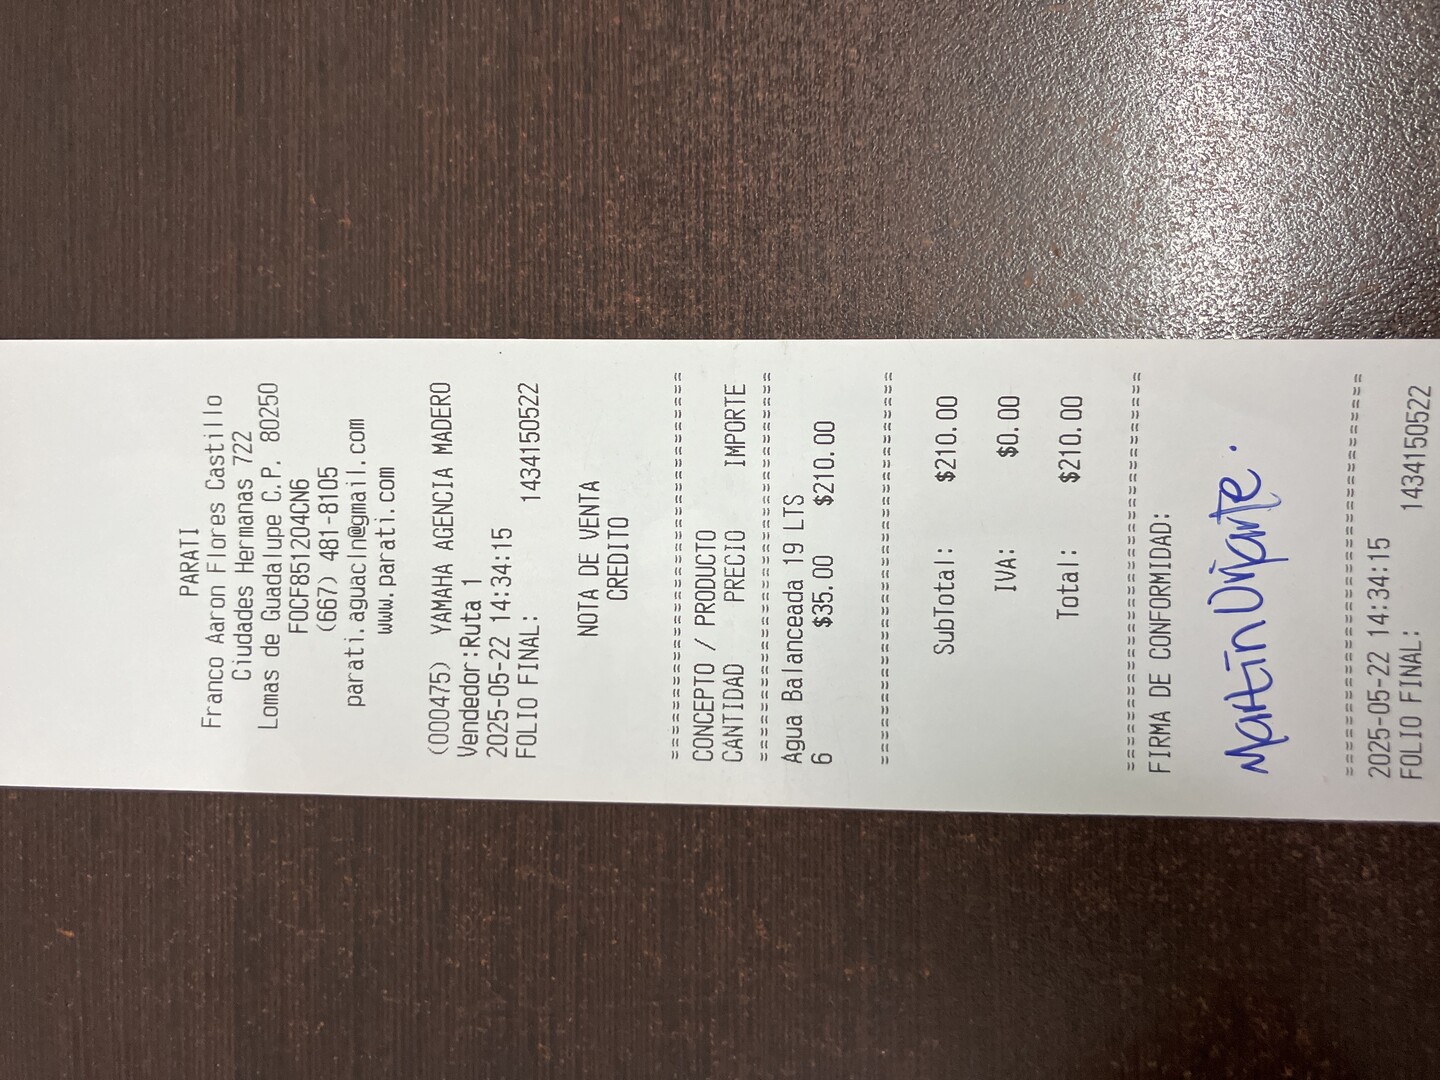 PARATI
Franco Aaron Flores Castillo
Ciudades Hermanas 722
Lomas de Guadalupe C.P. 80250
FOCF851204CN6
(667) 481-8105
parati.aguacln@gmail.com
www.parati.com
(000475) YAMAHA AGENCIA MADERO
Vendedor:Ruta 1
2025-05-22 14:34:15
FOLIO FINAL: 1434150522
NOTA DE VENTA
CREDITO
==================================
CONCEPTO / PRODUCTO
CANTIDAD PRECIO IMPORTE
==================================
Agua Balanceada 19 LTS
6 $35.00 $210.00
==================================
SubTotal: $210.00
IVA: $0.00
Total: $210.00
==================================
FIRMA DE CONFORMIDAD:
Martín Uriarte.
==================================
2025-05-22 14:34:15
FOLIO FINAL: 1434150522